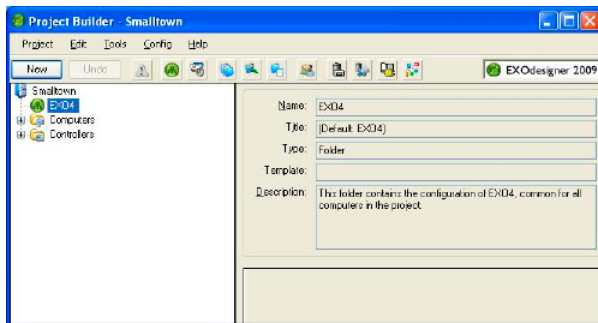 Project Builder - Smalltown
Project Edit Tools Config Help
New Undo EXOdesigner 2009
Smalltown
EXO4
Computers
Controllers
Name: EXO4
Title: (Default: EXO4)
Type: Folder
Template:
Description: This folder contains the configuration of EXO4, common for all
computers in the project.